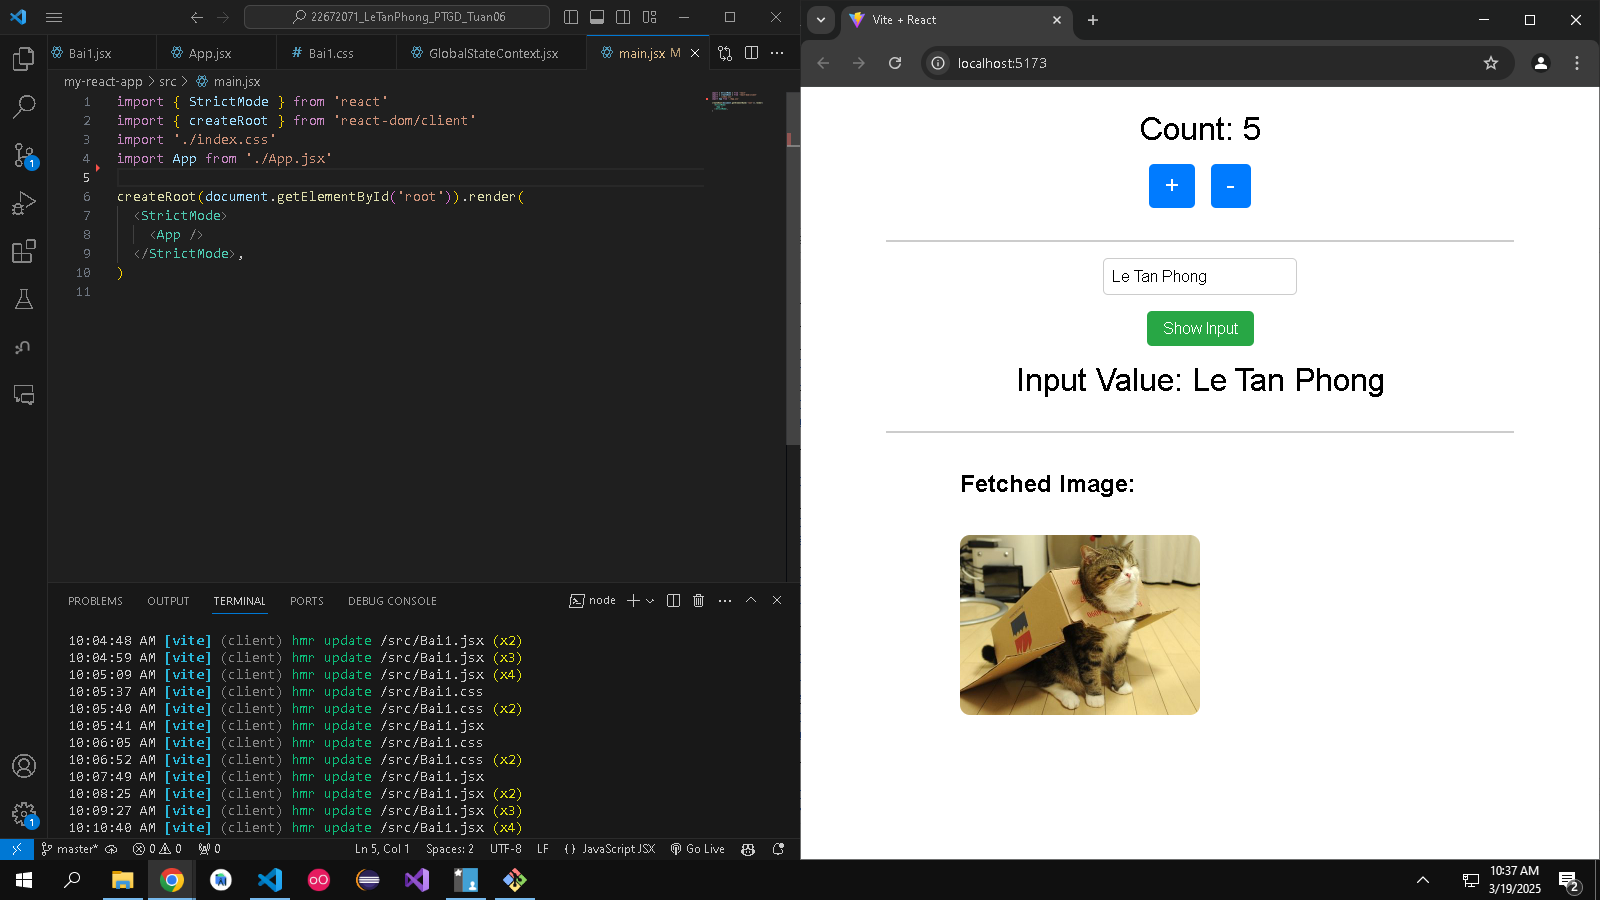 22672071_LeTanPhong_PTGD_Tuan06
Bai1.jsx
App.jsx
# Bai1.css
GlobalStateContext.jsx
main.jsx M
my-react-app > src > main.jsx
1 import { StrictMode } from 'react'
2 import { createRoot } from 'react-dom/client'
3 import './index.css'
4 import App from './App.jsx'
5
6 createRoot(document.getElementById('root')).render(
7 <StrictMode>
8 <App />
9 </StrictMode>,
10 )
11
1
PROBLEMS OUTPUT TERMINAL PORTS DEBUG CONSOLE
node
10:04:48 AM [vite] (client) hmr update /src/Bai1.jsx (x2)
10:04:59 AM [vite] (client) hmr update /src/Bai1.jsx (x3)
10:05:09 AM [vite] (client) hmr update /src/Bai1.jsx (x4)
10:05:37 AM [vite] (client) hmr update /src/Bai1.css
10:05:40 AM [vite] (client) hmr update /src/Bai1.css (x2)
10:05:41 AM [vite] (client) hmr update /src/Bai1.jsx
10:06:05 AM [vite] (client) hmr update /src/Bai1.css
10:06:52 AM [vite] (client) hmr update /src/Bai1.css (x2)
10:07:49 AM [vite] (client) hmr update /src/Bai1.jsx
10:08:25 AM [vite] (client) hmr update /src/Bai1.jsx (x2)
10:09:27 AM [vite] (client) hmr update /src/Bai1.jsx (x3)
10:10:40 AM [vite] (client) hmr update /src/Bai1.jsx (x4)
1
master* 0 0 0 Ln 5, Col 1 Spaces: 2 UTF-8 LF {} JavaScript JSX Go Live
Vite + React
localhost:5173
Count: 5
+ -
Le Tan Phong
Show Input
Input Value: Le Tan Phong
Fetched Image:
10:37 AM
3/19/2025
2